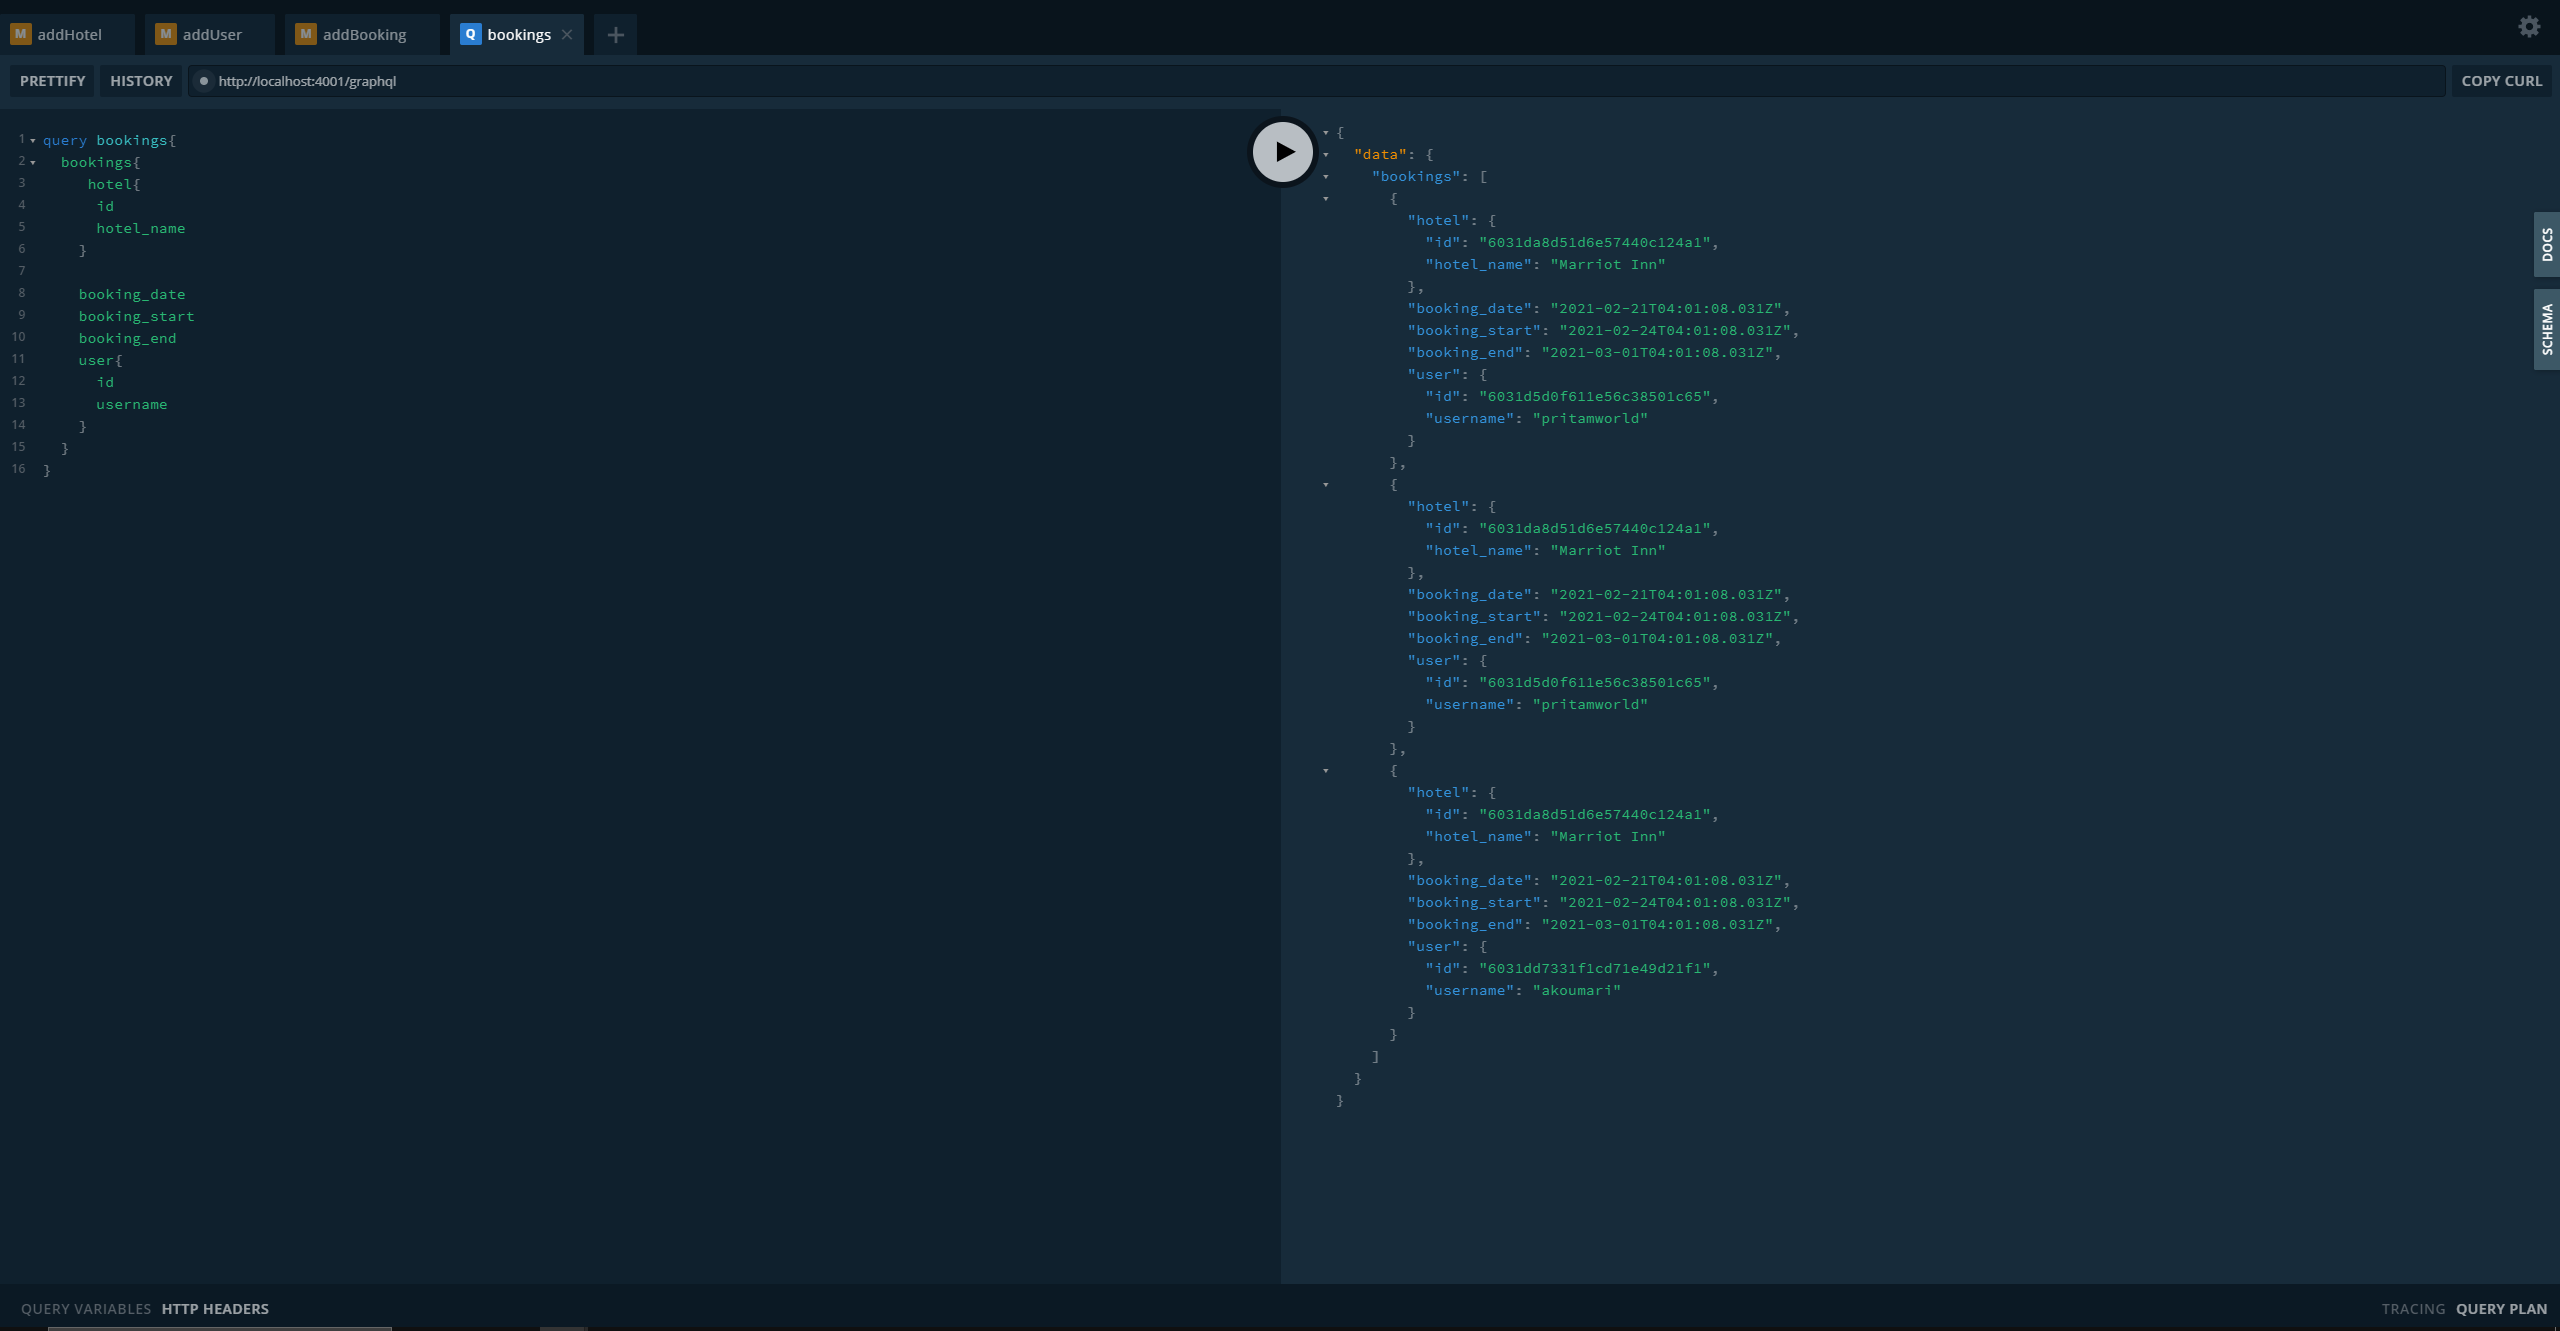 M addHotel M addUser M addBooking Q bookings × +
PRETTIFY HISTORY http://localhost:4001/graphql COPY CURL
1 query bookings{
2 bookings{
3 hotel{
4 id
5 hotel_name
6 }
7
8 booking_date
9 booking_start
10 booking_end
11 user{
12 id
13 username
14 }
15 }
16 }
{
"data": {
"bookings": [
{
"hotel": {
"id": "6031da8d51d6e57440c124a1",
"hotel_name": "Marriot Inn"
},
"booking_date": "2021-02-21T04:01:08.031Z",
"booking_start": "2021-02-24T04:01:08.031Z",
"booking_end": "2021-03-01T04:01:08.031Z",
"user": {
"id": "6031d5d0f611e56c38501c65",
"username": "pritamworld"
}
},
{
"hotel": {
"id": "6031da8d51d6e57440c124a1",
"hotel_name": "Marriot Inn"
},
"booking_date": "2021-02-21T04:01:08.031Z",
"booking_start": "2021-02-24T04:01:08.031Z",
"booking_end": "2021-03-01T04:01:08.031Z",
"user": {
"id": "6031d5d0f611e56c38501c65",
"username": "pritamworld"
}
},
{
"hotel": {
"id": "6031da8d51d6e57440c124a1",
"hotel_name": "Marriot Inn"
},
"booking_date": "2021-02-21T04:01:08.031Z",
"booking_start": "2021-02-24T04:01:08.031Z",
"booking_end": "2021-03-01T04:01:08.031Z",
"user": {
"id": "6031dd7331f1cd71e49d21f1",
"username": "akoumari"
}
}
]
}
}
DOCS
SCHEMA
QUERY VARIABLES HTTP HEADERS
TRACING QUERY PLAN